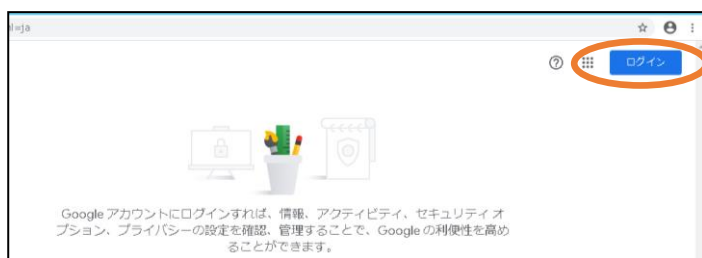 =ja
ログイン
Google アカウントにログインすれば、情報、アクティビティ、セキュリティ オ
プション、プライバシーの設定を確認、管理することで、Google の利便性を高め
ることができます。